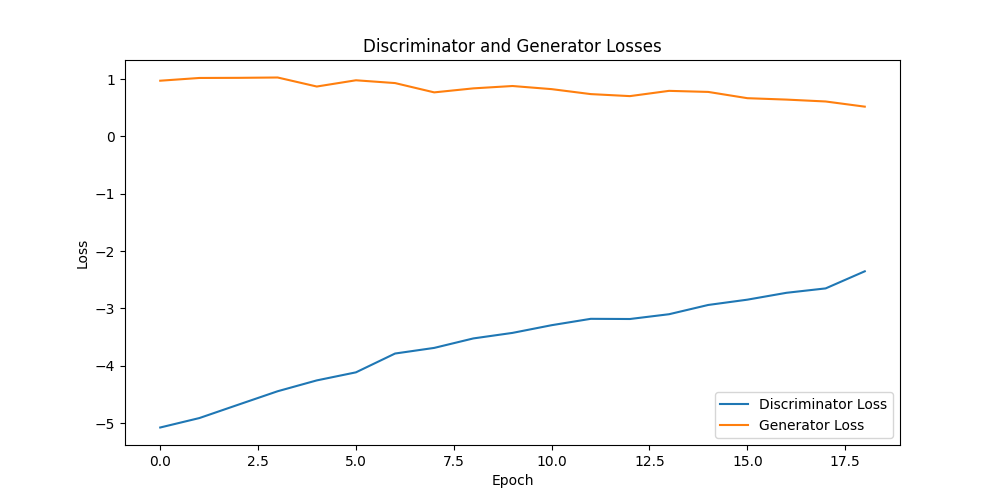 Discriminator and Generator Losses
1
0
−1
−2
−3
−4
−5
Loss
0.0 2.5 5.0 7.5 10.0 12.5 15.0 17.5
Epoch
Discriminator Loss
Generator Loss